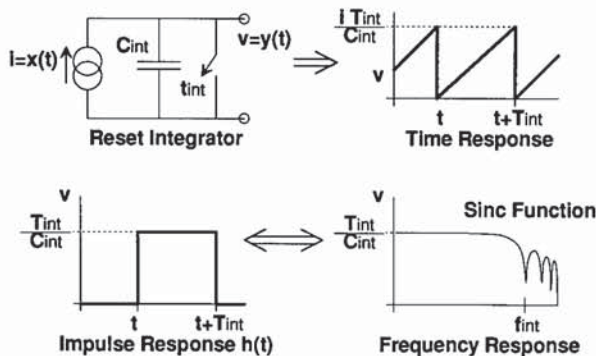 i=x(t)
Cint
v=y(t)
tint
Reset Integrator
i Tint
Cint
v
t
t+Tint
Time Response
v
Tint
Cint
t
t+Tint
Impulse Response h(t)
v
Sinc Function
Tint
Cint
fint
Frequency Response